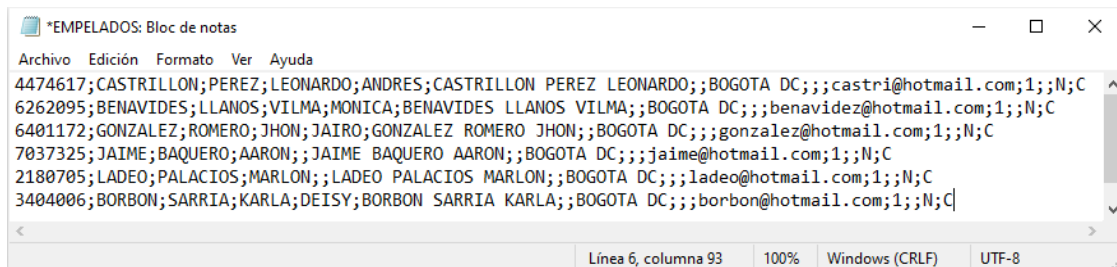 *EMPELADOS: Bloc de notas
Archivo Edición Formato Ver Ayuda
4474617;CASTRILLON;PEREZ;LEONARDO;ANDRES;CASTRILLON PEREZ LEONARDO;;BOGOTA DC;;;castri@hotmail.com;1;;N;C
6262095;BENAVIDES;LLANOS;VILMA;MONICA;BENAVIDES LLANOS VILMA;;BOGOTA DC;;;benavidez@hotmail.com;1;;N;C
6401172;GONZALEZ;ROMERO;JHON;JAIRO;GONZALEZ ROMERO JHON;;BOGOTA DC;;;gonzalez@hotmail.com;1;;N;C
7037325;JAIME;BAQUERO;AARON;;JAIME BAQUERO AARON;;BOGOTA DC;;;jaime@hotmail.com;1;;N;C
2180705;LADEO;PALACIOS;MARLON;;LADEO PALACIOS MARLON;;BOGOTA DC;;;ladeo@hotmail.com;1;;N;C
3404006;BORBON;SARRIA;KARLA;DEISY;BORBON SARRIA KARLA;;BOGOTA DC;;;borbon@hotmail.com;1;;N;C
Línea 6, columna 93 100% Windows (CRLF) UTF-8